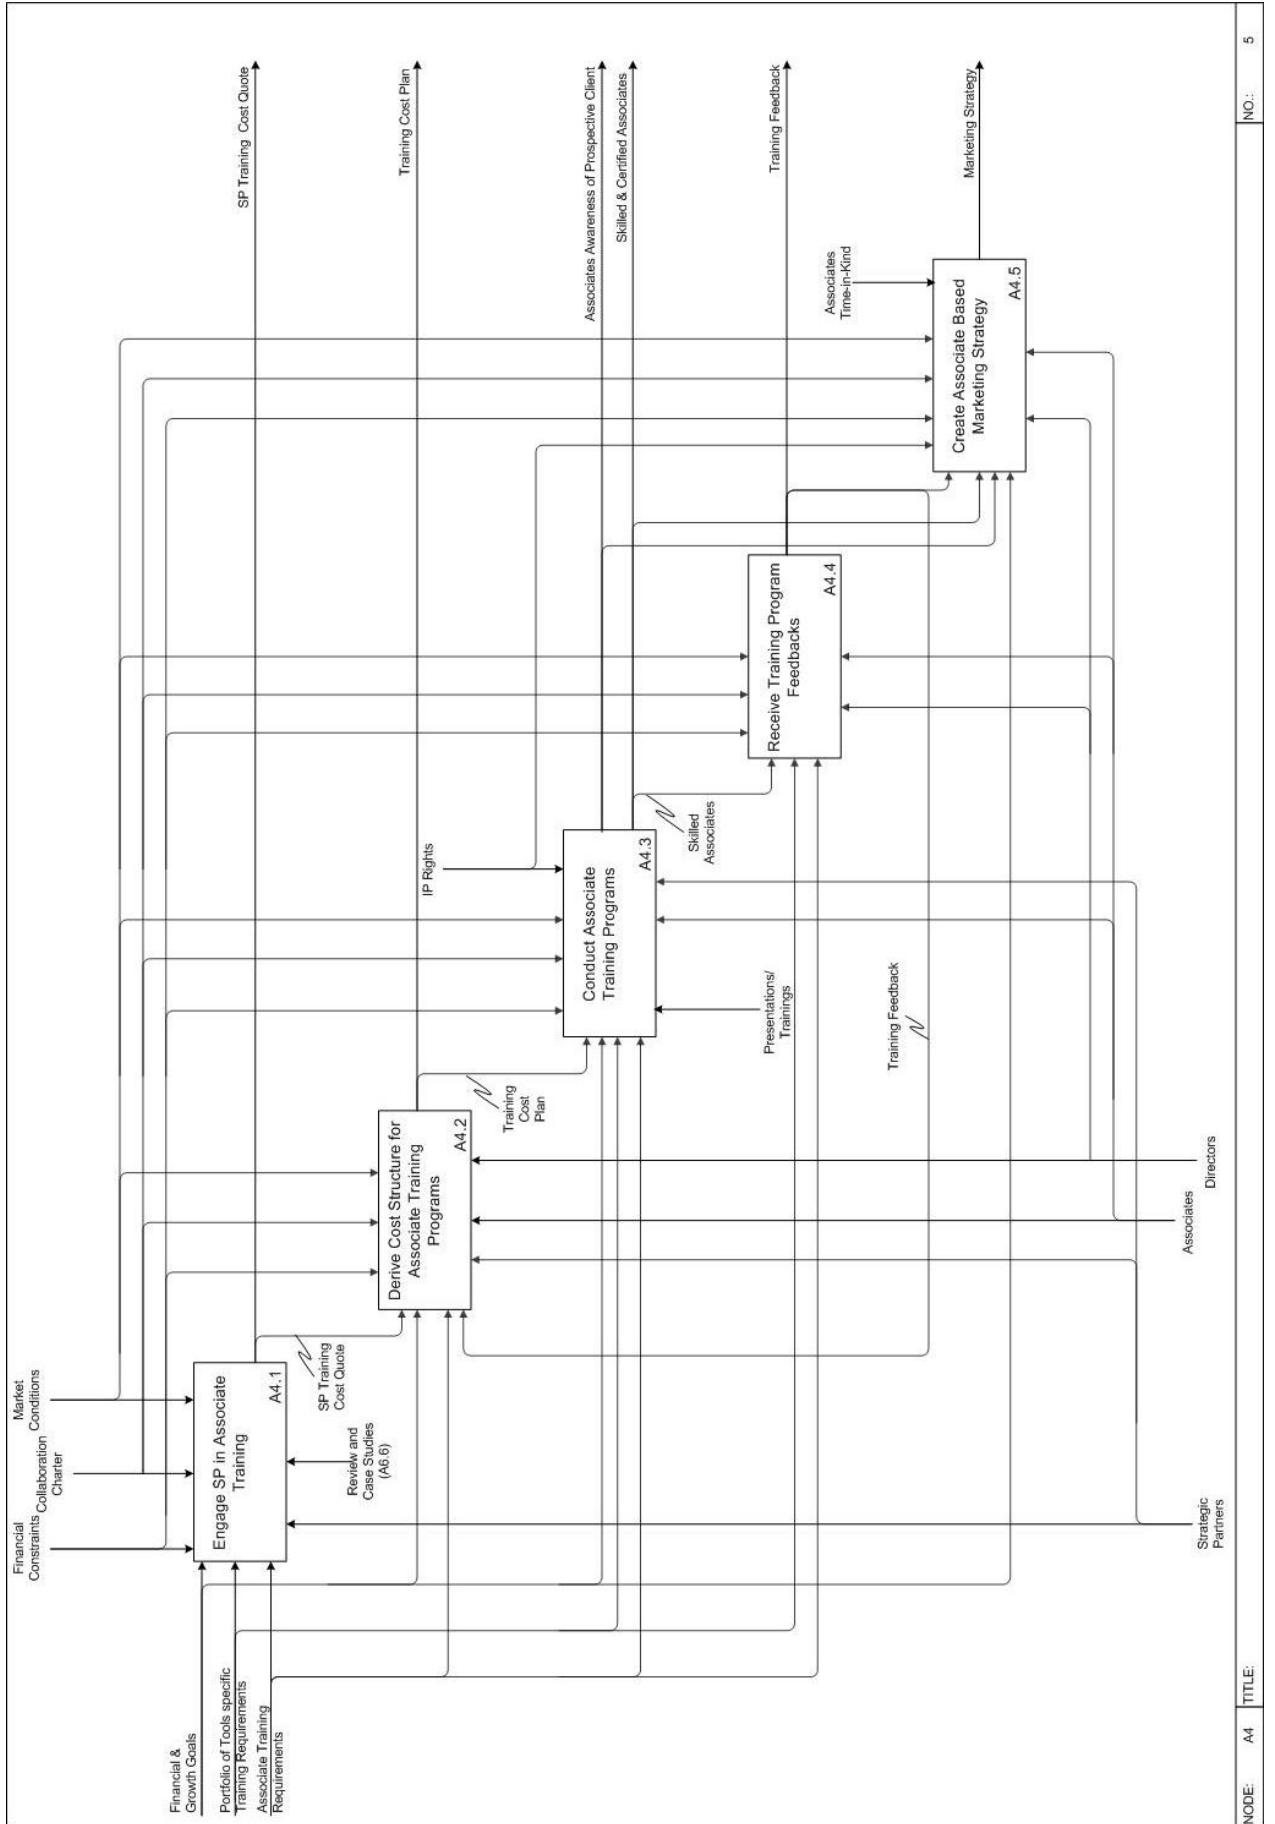 Market
Conditions
Collaboration
Charter
Financial
Constraints
Financial &
Growth Goals
Portfolio of Tools specific
Training Requirements
Associate Training
Requirements
Engage SP in Associate
Training
A4.1
SP Training Cost Quote
SP Training
Cost Quote
Review and
Case Studies
(A6.6)
Derive Cost Structure for
Associate Training
Programs
A4.2
Training Cost Plan
Training
Cost
Plan
IP Rights
Conduct Associate
Training Programs
A4.3
Associates Awareness of Prospective Client
Skilled & Certified Associates
Skilled
Associates
Presentations/
Trainings
Receive Training Program
Feedbacks
A4.4
Training Feedback
Training Feedback
Associates
Time-in-Kind
Create Associate Based
Marketing Strategy
A4.5
Marketing Strategy
Strategic
Partners
Associates
Directors
NODE: A4 TITLE: NO.: 5